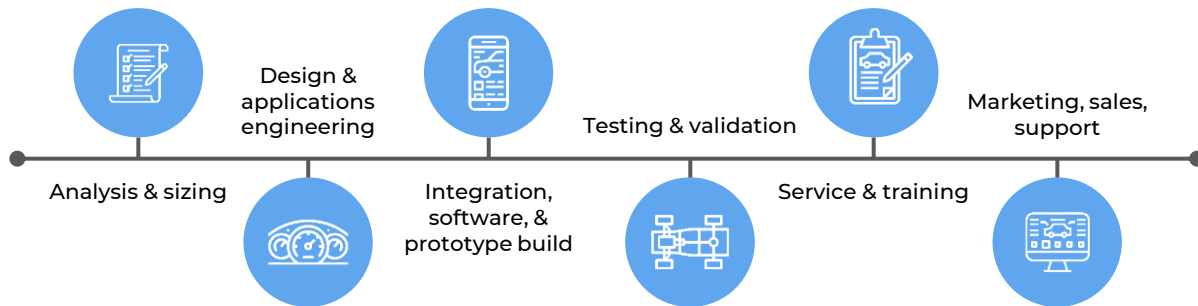 Analysis & sizing
Design &
applications
engineering
Integration,
software, &
prototype build
Testing & validation
Service & training
Marketing, sales,
support